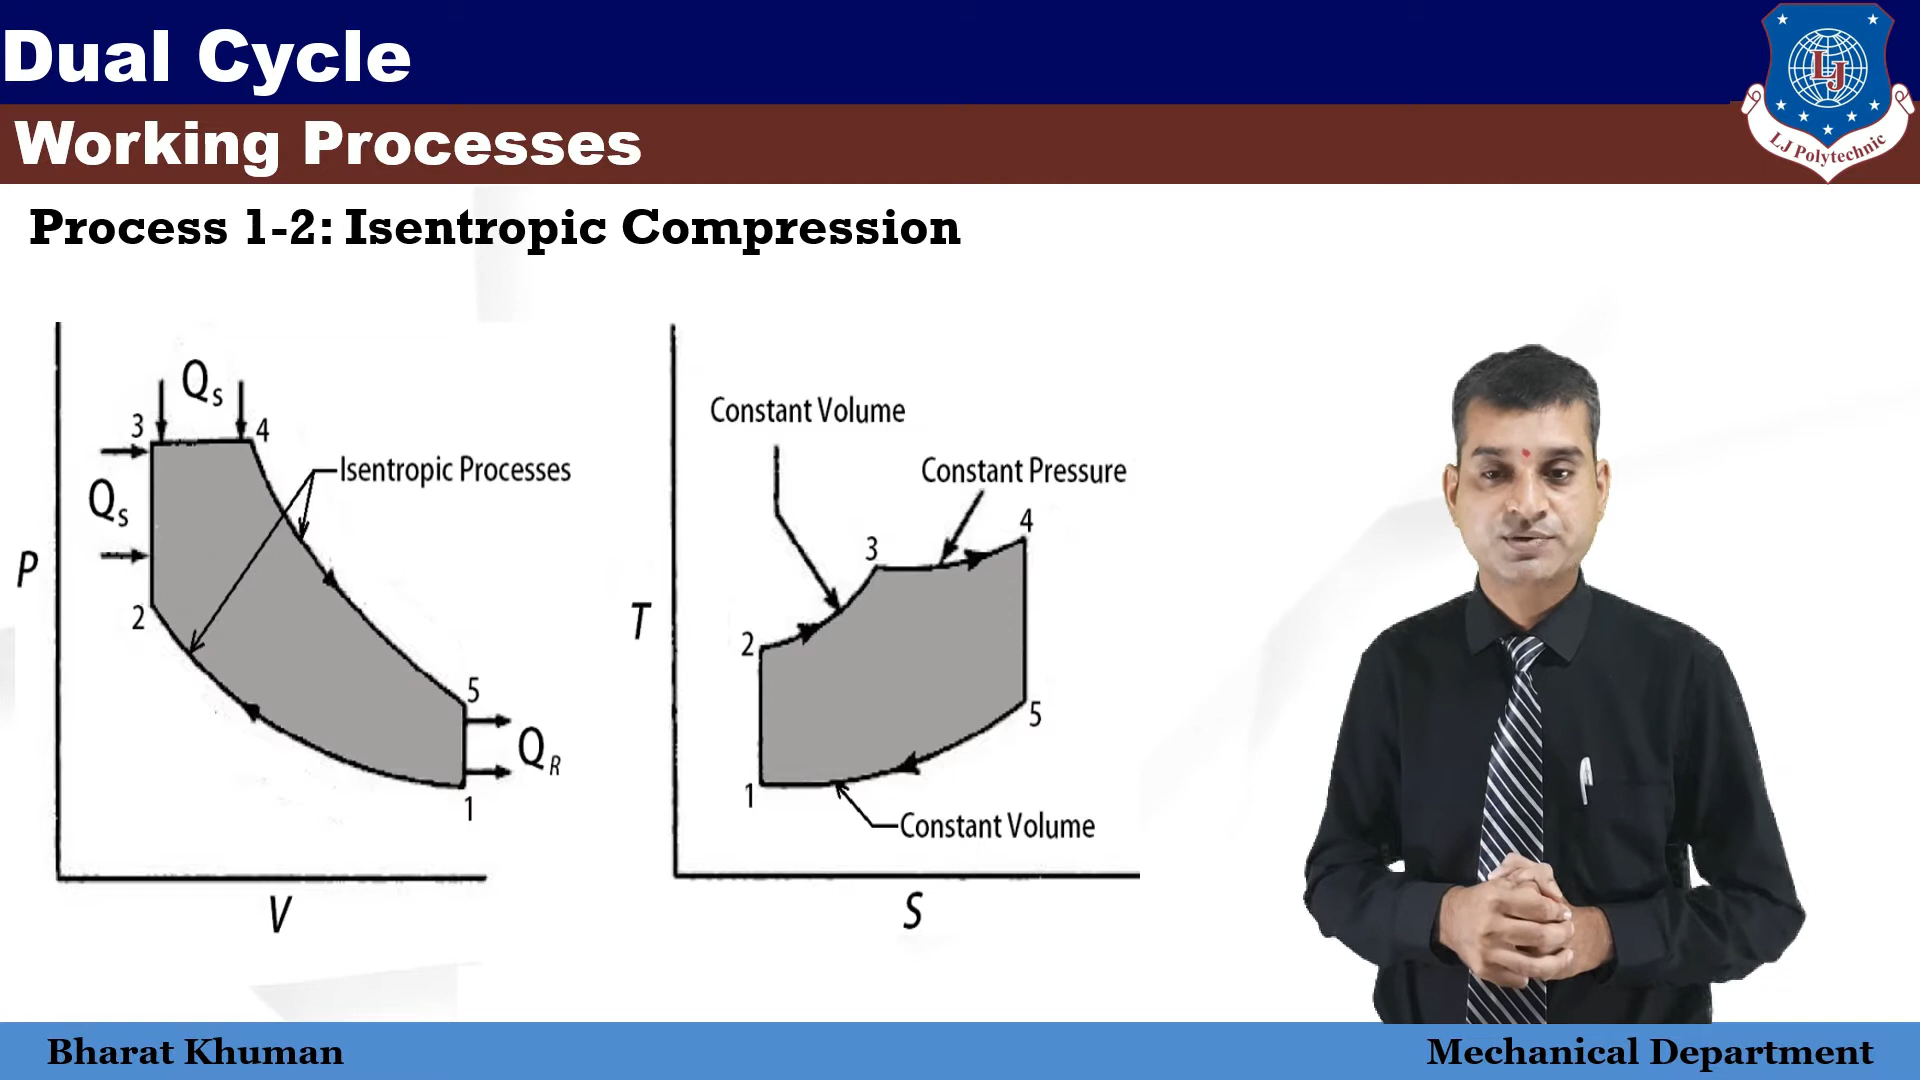 Dual Cycle
Working Processes
LJ
LJ Polytechnic
Process 1-2: Isentropic Compression
Qs
3
4
Isentropic Processes
Qs
P
2
5
QR
1
V
Constant Volume
Constant Pressure
4
3
T
2
5
1
Constant Volume
S
Bharat Khuman
Mechanical Department